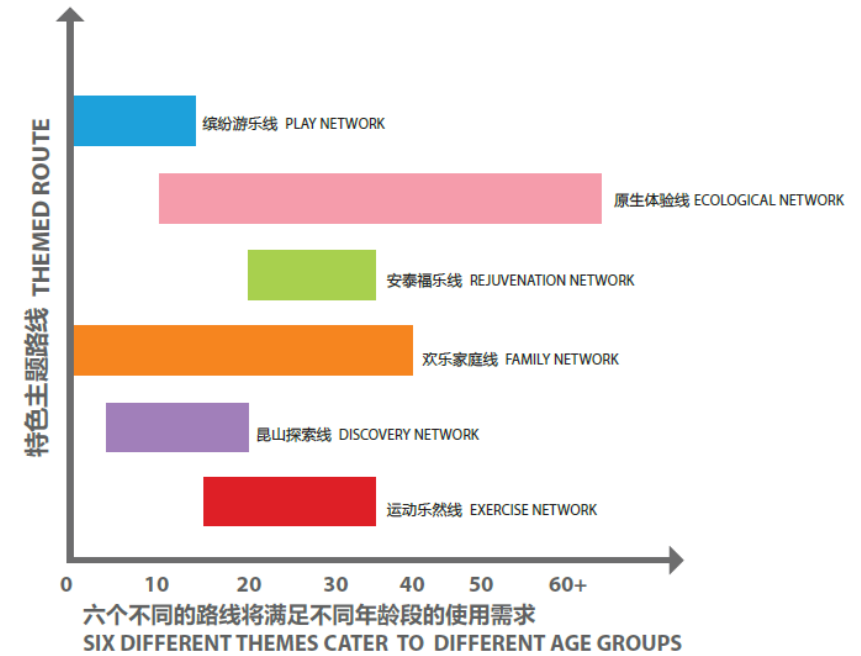 特色主题路线 THEMED ROUTE
缤纷游乐线 PLAY NETWORK
原生体验线 ECOLOGICAL NETWORK
安泰福乐线 REJUVENATION NETWORK
欢乐家庭线 FAMILY NETWORK
昆山探索线 DISCOVERY NETWORK
运动乐然线 EXERCISE NETWORK
0 10 20 30 40 50 60+
六个不同的路线将满足不同年龄段的使用需求
SIX DIFFERENT THEMES CATER TO DIFFERENT AGE GROUPS